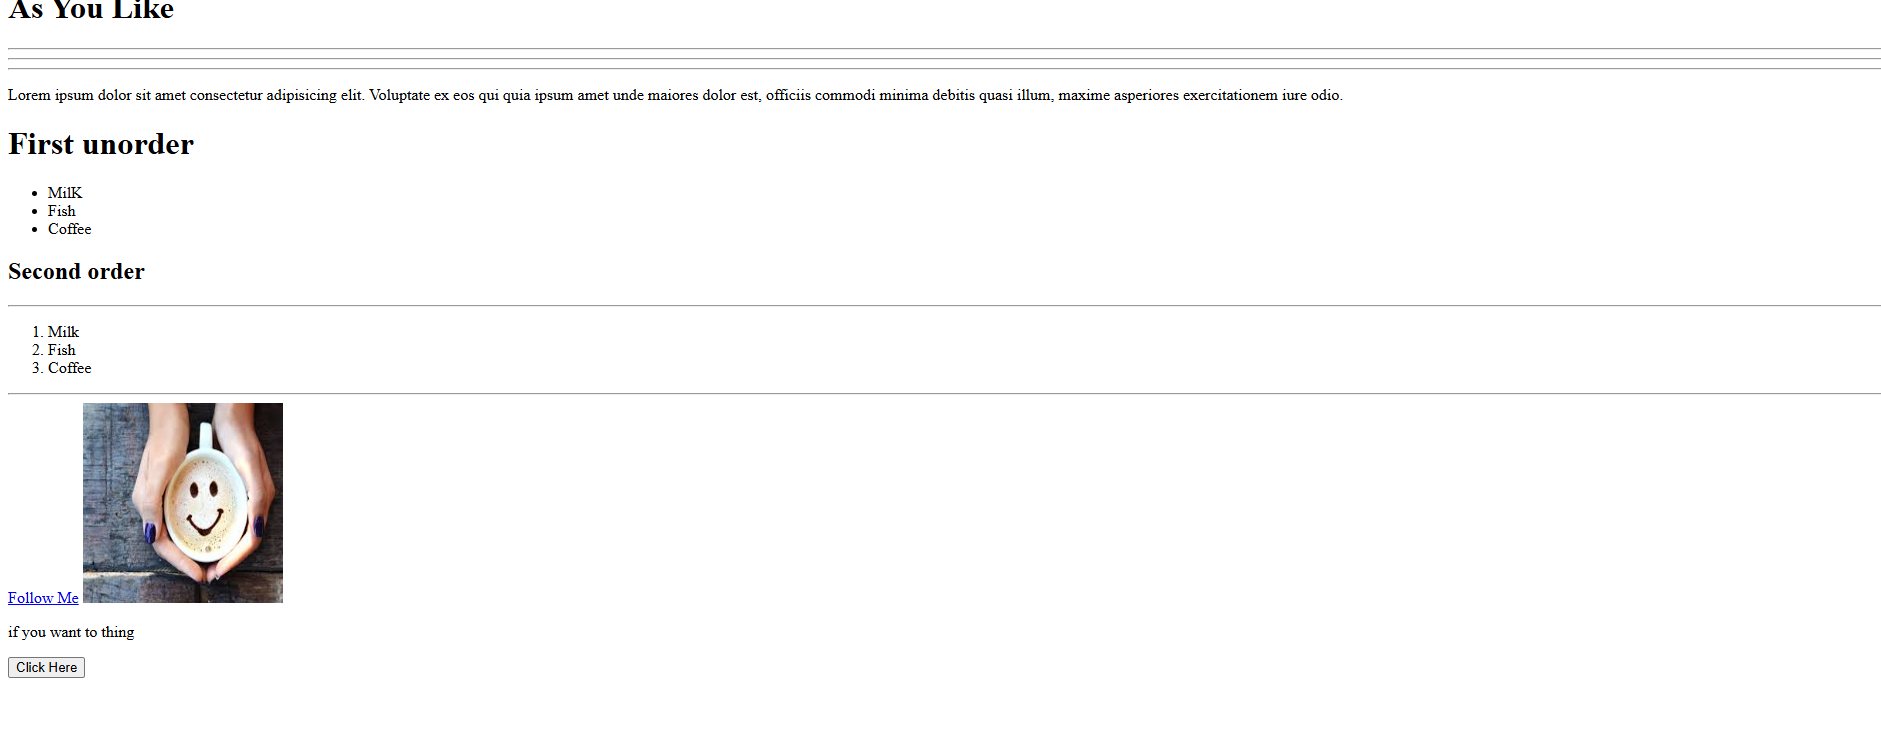 As You Like
Lorem ipsum dolor sit amet consectetur adipisicing elit. Voluptate ex eos qui quia ipsum amet unde maiores dolor est, officiis commodi minima debitis quasi illum, maxime asperiores exercitationem iure odio.
First unorder
• MilK
• Fish
• Coffee
Second order
1. Milk
2. Fish
3. Coffee
Follow Me
if you want to thing
Click Here